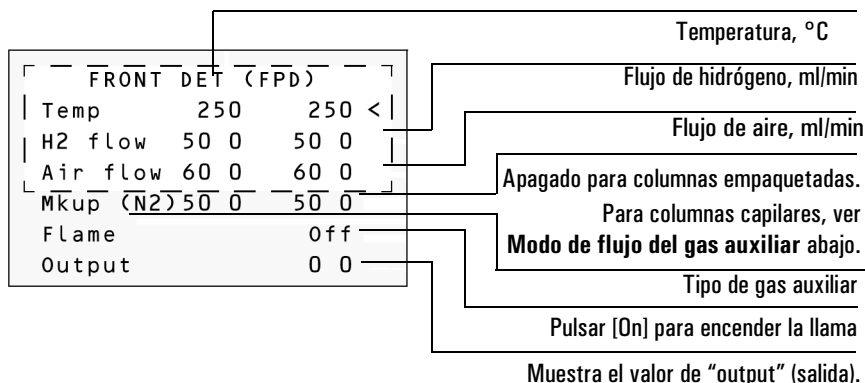 FRONT DET (FPD)
Temp 250 250 <
H2 flow 50 0 50 0
Air flow 60 0 60 0
Mkup (N2) 50 0 50 0
Flame Off
Output 0 0
Temperatura, °C
Flujo de hidrógeno, ml/min
Flujo de aire, ml/min
Apagado para columnas empaquetadas.
Para columnas capilares, ver
Modo de flujo del gas auxiliar abajo.
Tipo de gas auxiliar
Pulsar [On] para encender la llama
Muestra el valor de “output” (salida).